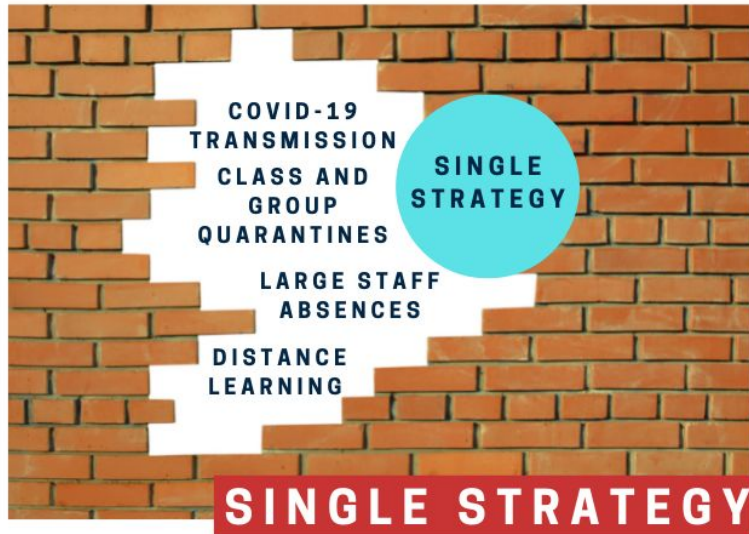 COVID-19
TRANSMISSION
CLASS AND
GROUP
QUARANTINES
LARGE STAFF
ABSENCES
DISTANCE
LEARNING
SINGLE
STRATEGY
SINGLE STRATEGY